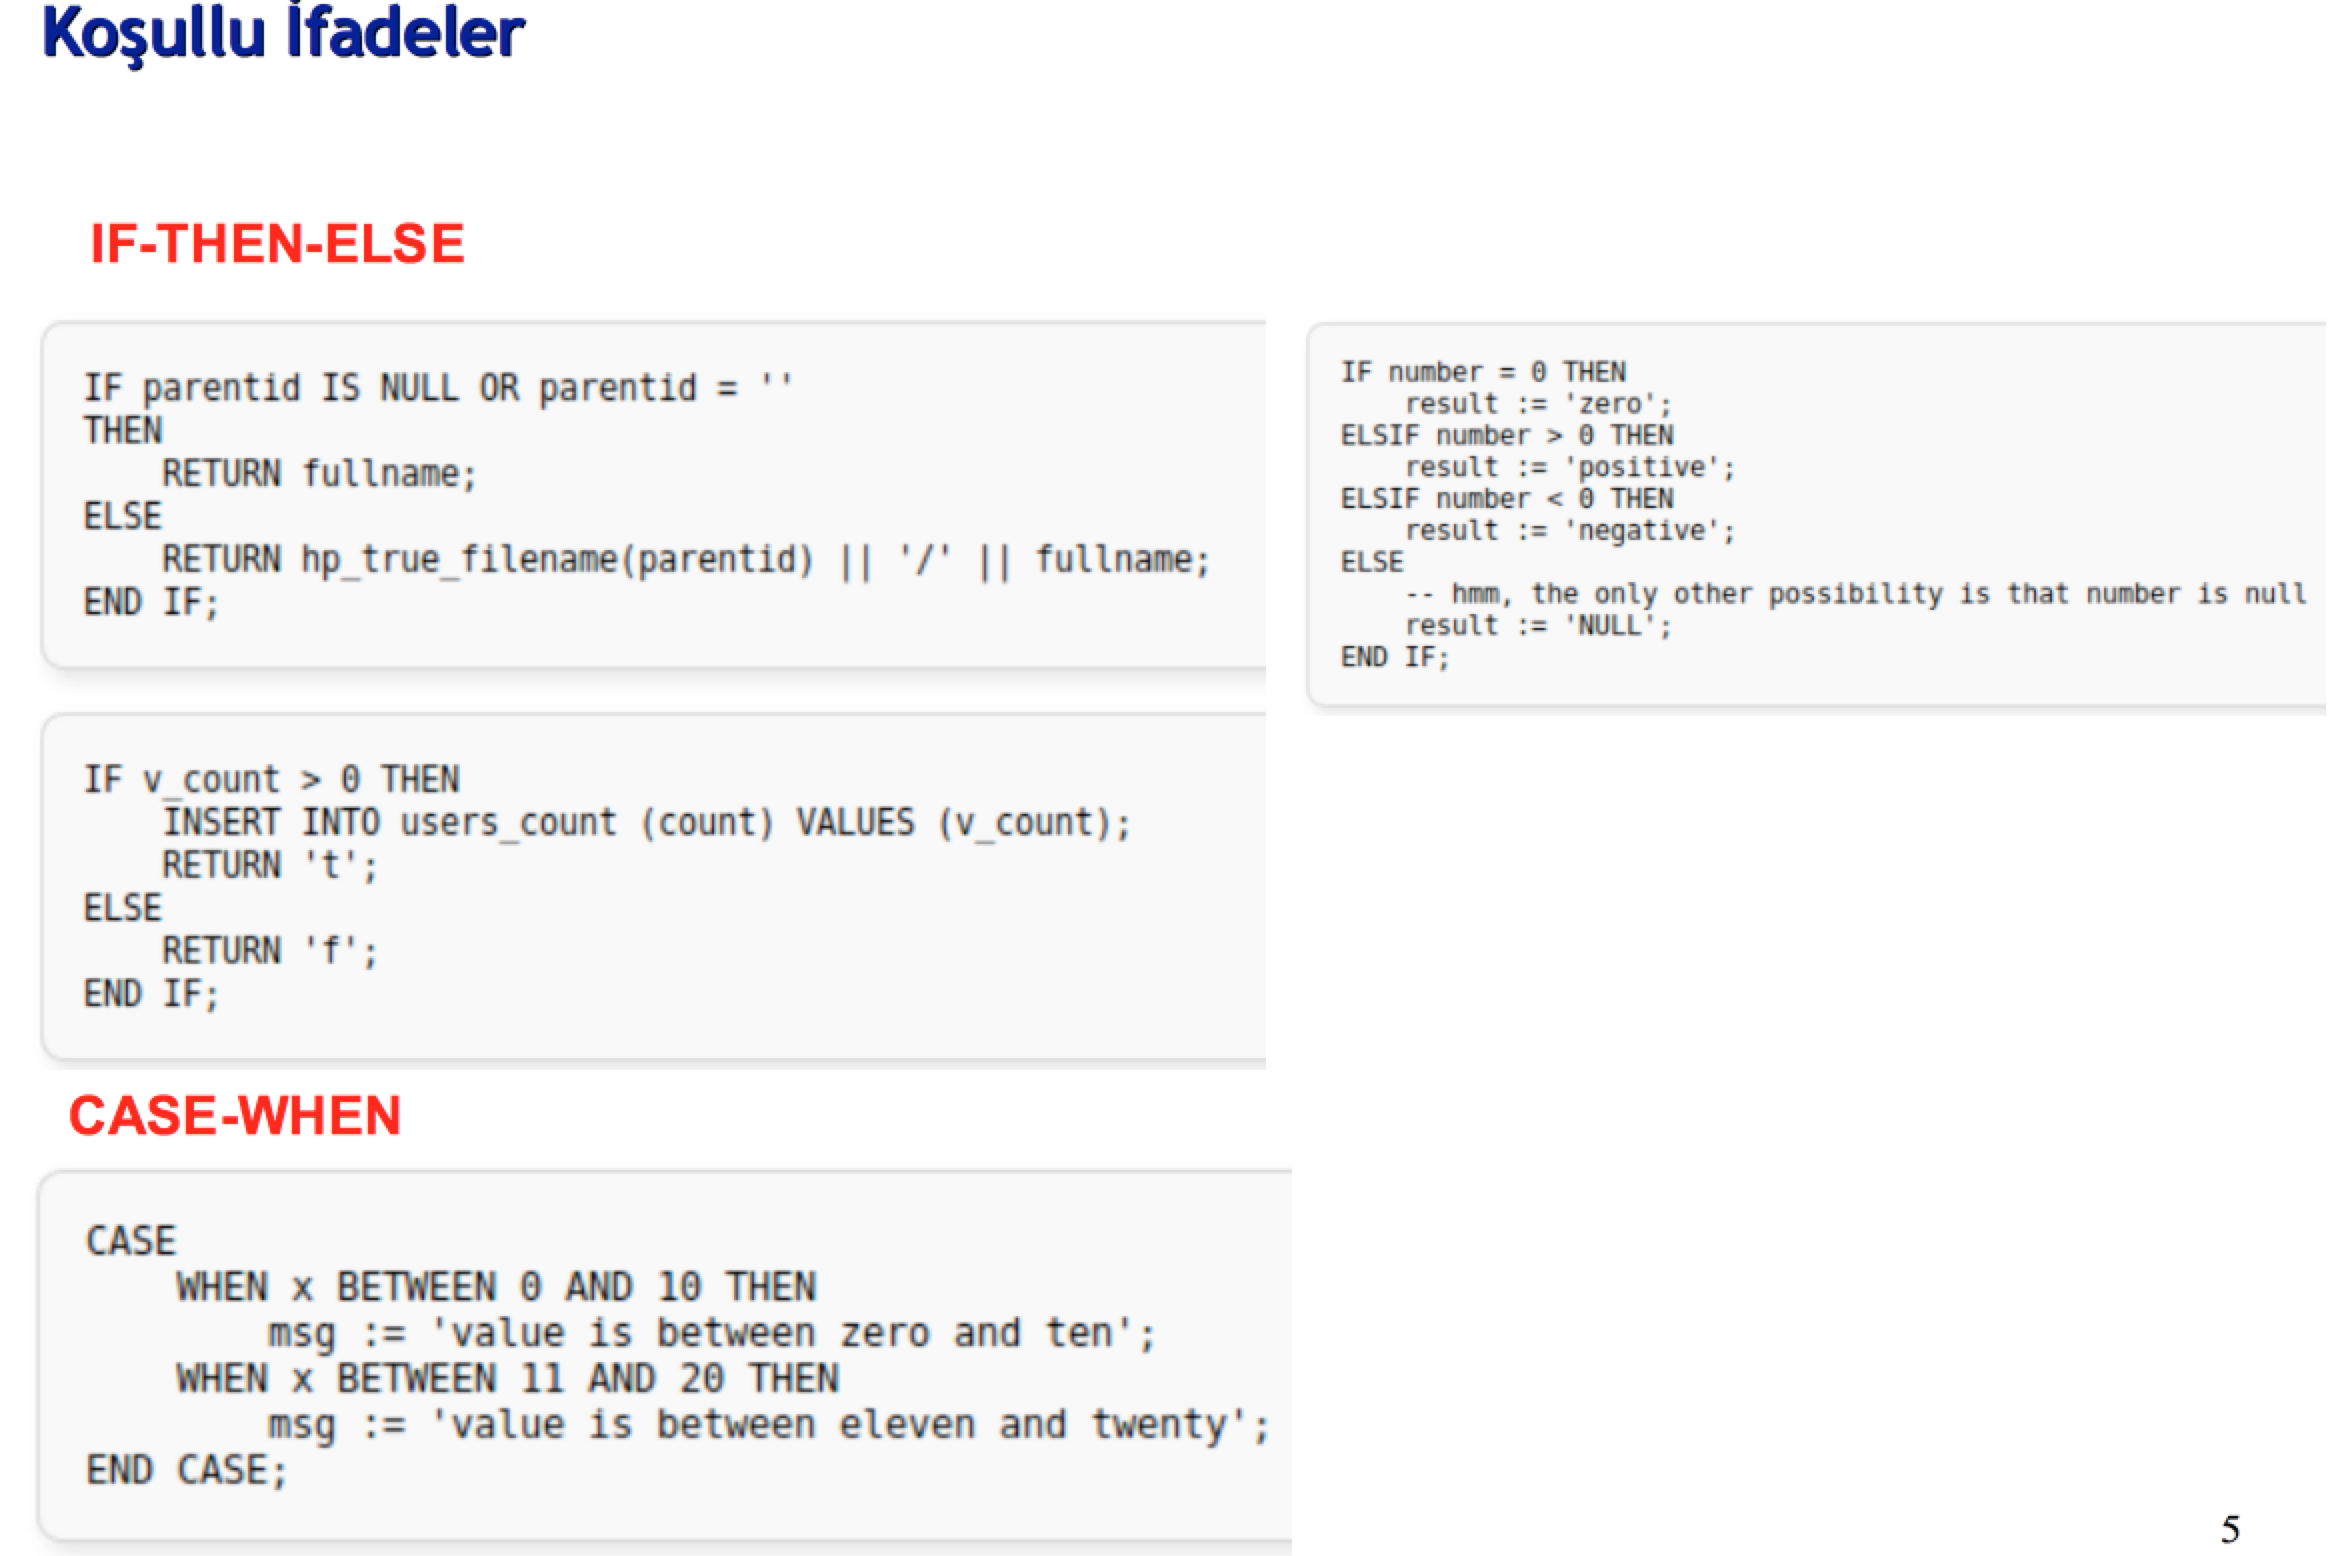 Koşullu İfadeler
IF-THEN-ELSE
IF parentid IS NULL OR parentid = ''
THEN
    RETURN fullname;
ELSE
    RETURN hp_true_filename(parentid) || '/' || fullname;
END IF;
IF v_count > 0 THEN
    INSERT INTO users_count (count) VALUES (v_count);
    RETURN 't';
ELSE
    RETURN 'f';
END IF;
IF number = 0 THEN
    result := 'zero';
ELSIF number > 0 THEN
    result := 'positive';
ELSIF number < 0 THEN
    result := 'negative';
ELSE
    -- hmm, the only other possibility is that number is null
    result := 'NULL';
END IF;
CASE-WHEN
CASE
    WHEN x BETWEEN 0 AND 10 THEN
        msg := 'value is between zero and ten';
    WHEN x BETWEEN 11 AND 20 THEN
        msg := 'value is between eleven and twenty';
END CASE;
5